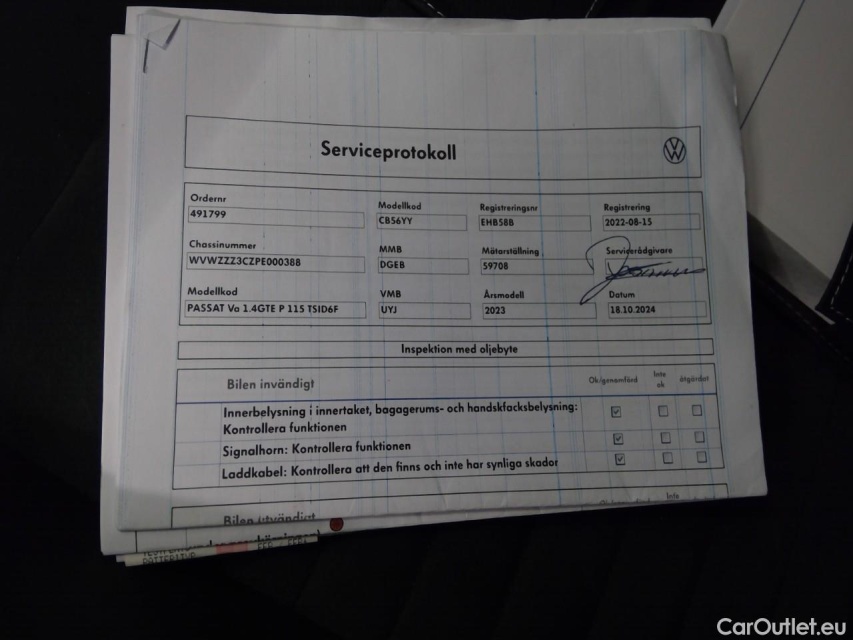 Serviceprotokoll
Ordernr
491799
Modellkod
CB56YY
Registreringsnr
EHB58B
Registrering
2022-08-15
Chassinummer
WVWZZZ3CZPE000388
MMB
DGEB
Mätarställning
59708
Servicerådgivare
Modellkod
PASSAT Va 1.4GTE P 115 TSID6F
VMB
UYJ
Årsmodell
2023
Datum
18.10.2024
Inspektion med oljebyte
Bilen invändigt
Ok/genomförd
Inte
ok
åtgärdat
Innerbelysning i innertaket, bagagerums- och handskfacksbelysning:
Kontrollera funktionen
Signalhorn: Kontrollera funktionen
Laddkabel: Kontrollera att den finns och inte har synliga skador
Bilen utvändigt
Ok/genomförd
Inte
CarOutlet.eu